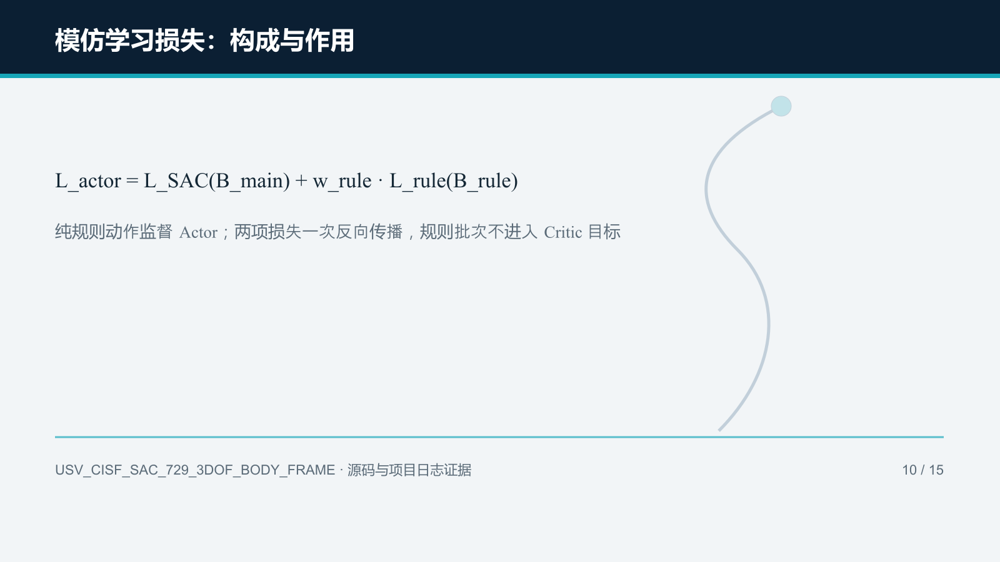 模仿学习损失：构成与作用
L_actor = L_SAC(B_main) + w_rule · L_rule(B_rule)
纯规则动作监督 Actor；两项损失一次反向传播，规则批次不进入 Critic 目标
USV_CISF_SAC_729_3DOF_BODY_FRAME · 源码与项目日志证据
10 / 15